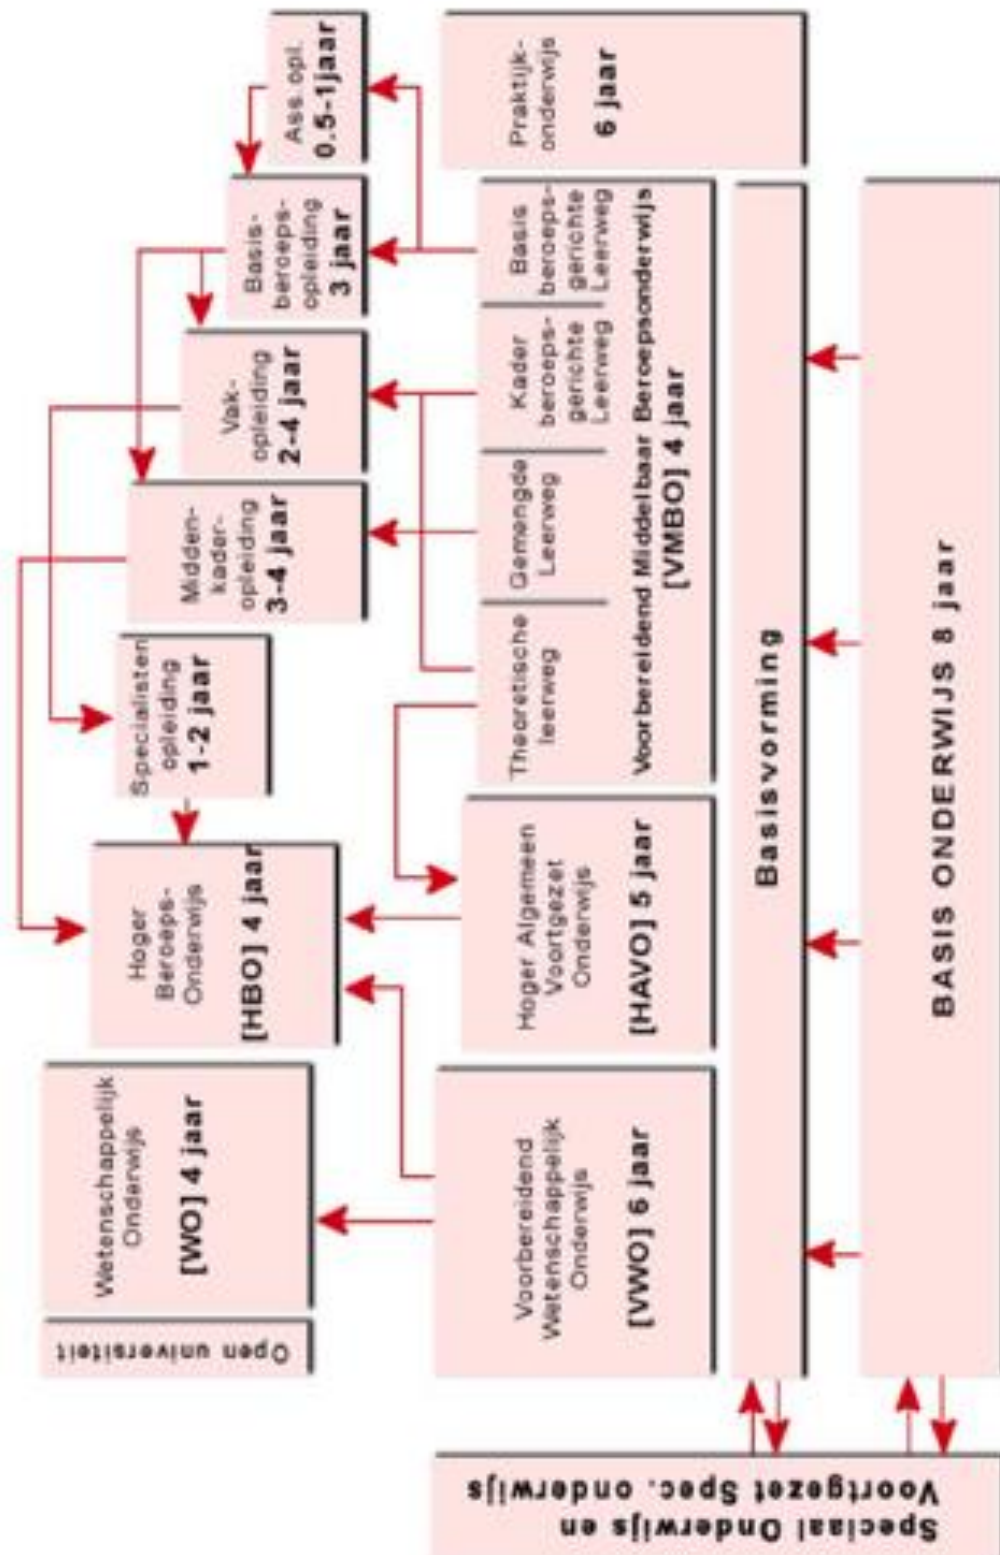 Open universiteit
Wetenschappelijk
Onderwijs
[WO] 4 jaar
Hoger
Beroeps-
Onderwijs
[HBO] 4 jaar
Specialisten
opleiding
1-2 jaar
Midden-
kader-
opleiding
3-4 jaar
Vak-
opleiding
2-4 jaar
Basis-
beroeps-
opleiding
3 jaar
Ass.opl.
0.5-1jaar
Voorbereidend
Wetenschappelijk
Onderwijs
[VWO] 6 jaar
Hoger Algemeen
Voortgezet
Onderwijs
[HAVO] 5 jaar
Theoretische
leerweg
Gemengde
Leerweg
Kader
beroeps-
gerichte
Leerweg
Basis
beroeps-
gerichte
Leerweg
Voorbereidend Middelbaar Beroepsonderwijs
[VMBO] 4 jaar
Praktijk-
onderwijs
6 jaar
Basisvorming
BASIS ONDERWIJS 8 jaar
Speciaal Onderwijs en
Voortgezet Spec. onderwijs